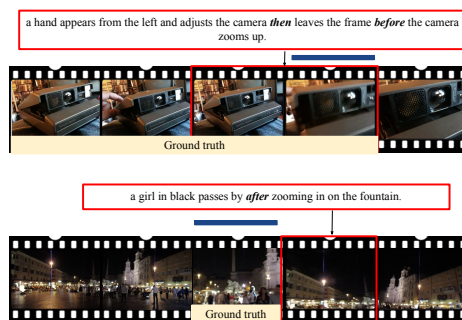 a hand appears from the left and adjusts the camera then leaves the frame before the camera
zooms up.
Ground truth
a girl in black passes by after zooming in on the fountain.
Ground truth